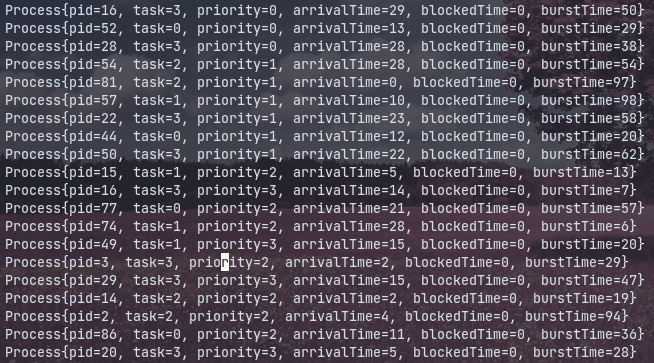 Process{pid=16, task=3, priority=0, arrivalTime=29, blockedTime=0, burstTime=50}
Process{pid=52, task=0, priority=0, arrivalTime=13, blockedTime=0, burstTime=29}
Process{pid=28, task=3, priority=0, arrivalTime=28, blockedTime=0, burstTime=38}
Process{pid=54, task=2, priority=1, arrivalTime=28, blockedTime=0, burstTime=54}
Process{pid=81, task=2, priority=1, arrivalTime=0, blockedTime=0, burstTime=97}
Process{pid=57, task=1, priority=1, arrivalTime=10, blockedTime=0, burstTime=98}
Process{pid=22, task=3, priority=1, arrivalTime=23, blockedTime=0, burstTime=58}
Process{pid=44, task=0, priority=1, arrivalTime=12, blockedTime=0, burstTime=20}
Process{pid=50, task=3, priority=1, arrivalTime=22, blockedTime=0, burstTime=62}
Process{pid=15, task=1, priority=2, arrivalTime=5, blockedTime=0, burstTime=13}
Process{pid=16, task=3, priority=3, arrivalTime=14, blockedTime=0, burstTime=7}
Process{pid=77, task=0, priority=2, arrivalTime=21, blockedTime=0, burstTime=57}
Process{pid=74, task=1, priority=2, arrivalTime=28, blockedTime=0, burstTime=6}
Process{pid=49, task=1, priority=3, arrivalTime=15, blockedTime=0, burstTime=20}
Process{pid=3, task=3, priority=2, arrivalTime=2, blockedTime=0, burstTime=29}
Process{pid=29, task=3, priority=3, arrivalTime=15, blockedTime=0, burstTime=47}
Process{pid=14, task=2, priority=2, arrivalTime=2, blockedTime=0, burstTime=19}
Process{pid=2, task=2, priority=2, arrivalTime=4, blockedTime=0, burstTime=94}
Process{pid=86, task=0, priority=2, arrivalTime=11, blockedTime=0, burstTime=36}
Process{pid=20, task=3, priority=3, arrivalTime=5, blockedTime=0, burstTime=28}